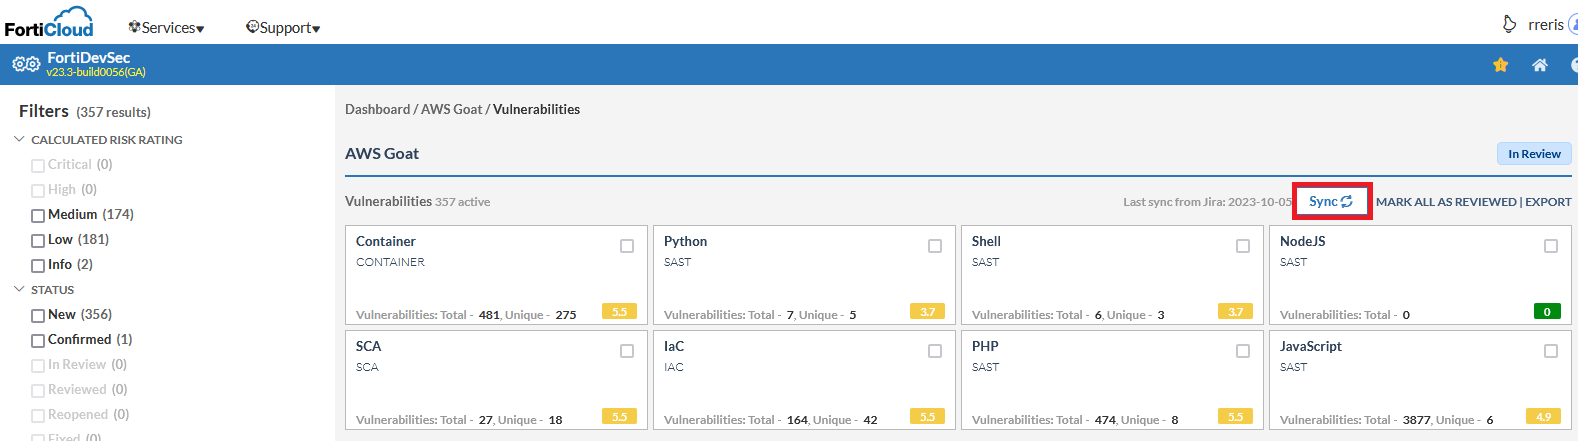 FortiCloud
Services▾
Support▾
rreris
FortiDevSec
v23.3-build0056(GA)
Filters (357 results)
CALCULATED RISK RATING
Critical (0)
High (0)
Medium (174)
Low (181)
Info (2)
STATUS
New (356)
Confirmed (1)
In Review (0)
Reviewed (0)
Reopened (0)
Fixed (0)
Dashboard / AWS Goat / Vulnerabilities
AWS Goat
In Review
Vulnerabilities 357 active
Last sync from Jira: 2023-10-05
Sync
MARK ALL AS REVIEWED | EXPORT
Container
CONTAINER
Vulnerabilities: Total - 481, Unique - 275
5.5
Python
SAST
Vulnerabilities: Total - 7, Unique - 5
3.7
Shell
SAST
Vulnerabilities: Total - 6, Unique - 3
3.7
NodeJS
SAST
Vulnerabilities: Total - 0
0
SCA
SCA
Vulnerabilities: Total - 27, Unique - 18
5.5
IaC
IAC
Vulnerabilities: Total - 164, Unique - 42
5.5
PHP
SAST
Vulnerabilities: Total - 474, Unique - 8
5.5
JavaScript
SAST
Vulnerabilities: Total - 3877, Unique - 6
4.9